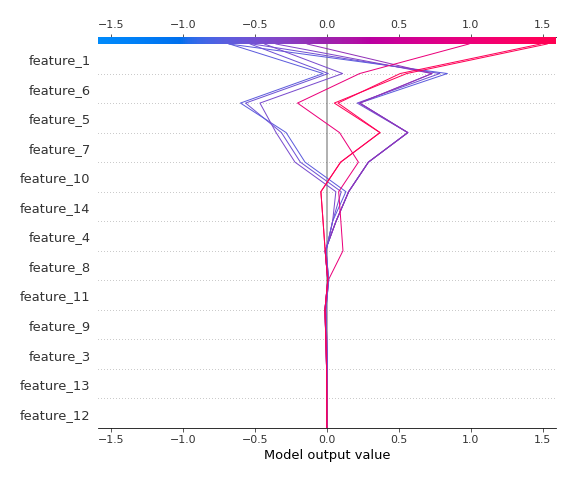 −1.5 −1.0 −0.5 0.0 0.5 1.0 1.5
feature_1
feature_6
feature_5
feature_7
feature_10
feature_14
feature_4
feature_8
feature_11
feature_9
feature_3
feature_13
feature_12
−1.5 −1.0 −0.5 0.0 0.5 1.0 1.5
Model output value